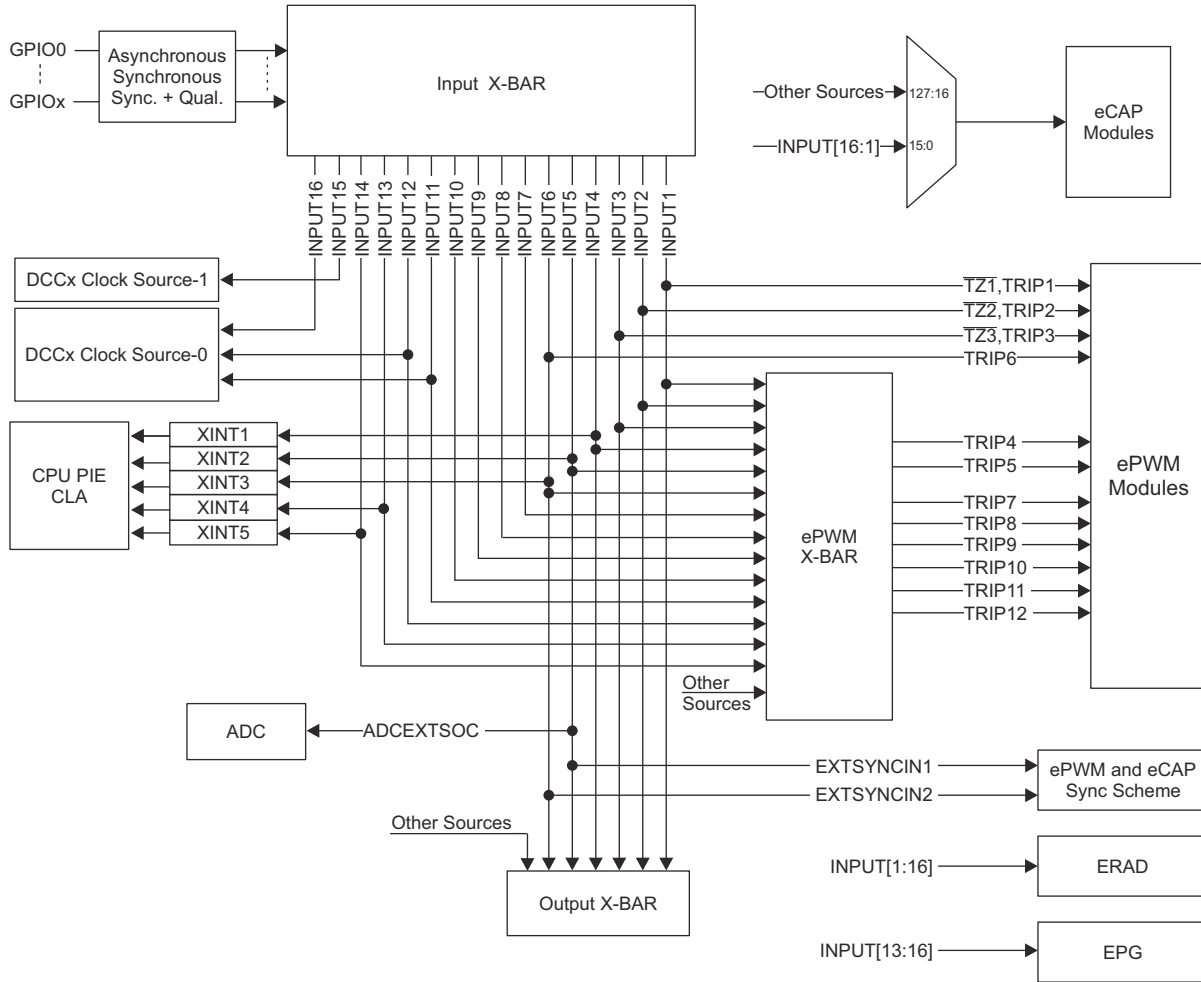 GPIO0
GPIOx
Asynchronous
Synchronous
Sync. + Qual.
Input X-BAR
Other Sources
127:16
INPUT[16:1]
15:0
eCAP
Modules
INPUT16
INPUT15
INPUT14
INPUT13
INPUT12
INPUT11
INPUT10
INPUT9
INPUT8
INPUT7
INPUT6
INPUT5
INPUT4
INPUT3
INPUT2
INPUT1
DCCx Clock Source-1
DCCx Clock Source-0
TZ1,TRIP1
TZ2,TRIP2
TZ3,TRIP3
TRIP6
CPU PIE
CLA
XINT1
XINT2
XINT3
XINT4
XINT5
ePWM
X-BAR
TRIP4
TRIP5
TRIP7
TRIP8
TRIP9
TRIP10
TRIP11
TRIP12
ePWM
Modules
Other
Sources
ADC
ADCEXTSOC
EXTSYNCIN1
EXTSYNCIN2
ePWM and eCAP
Sync Scheme
Other Sources
Output X-BAR
INPUT[1:16]
ERAD
INPUT[13:16]
EPG